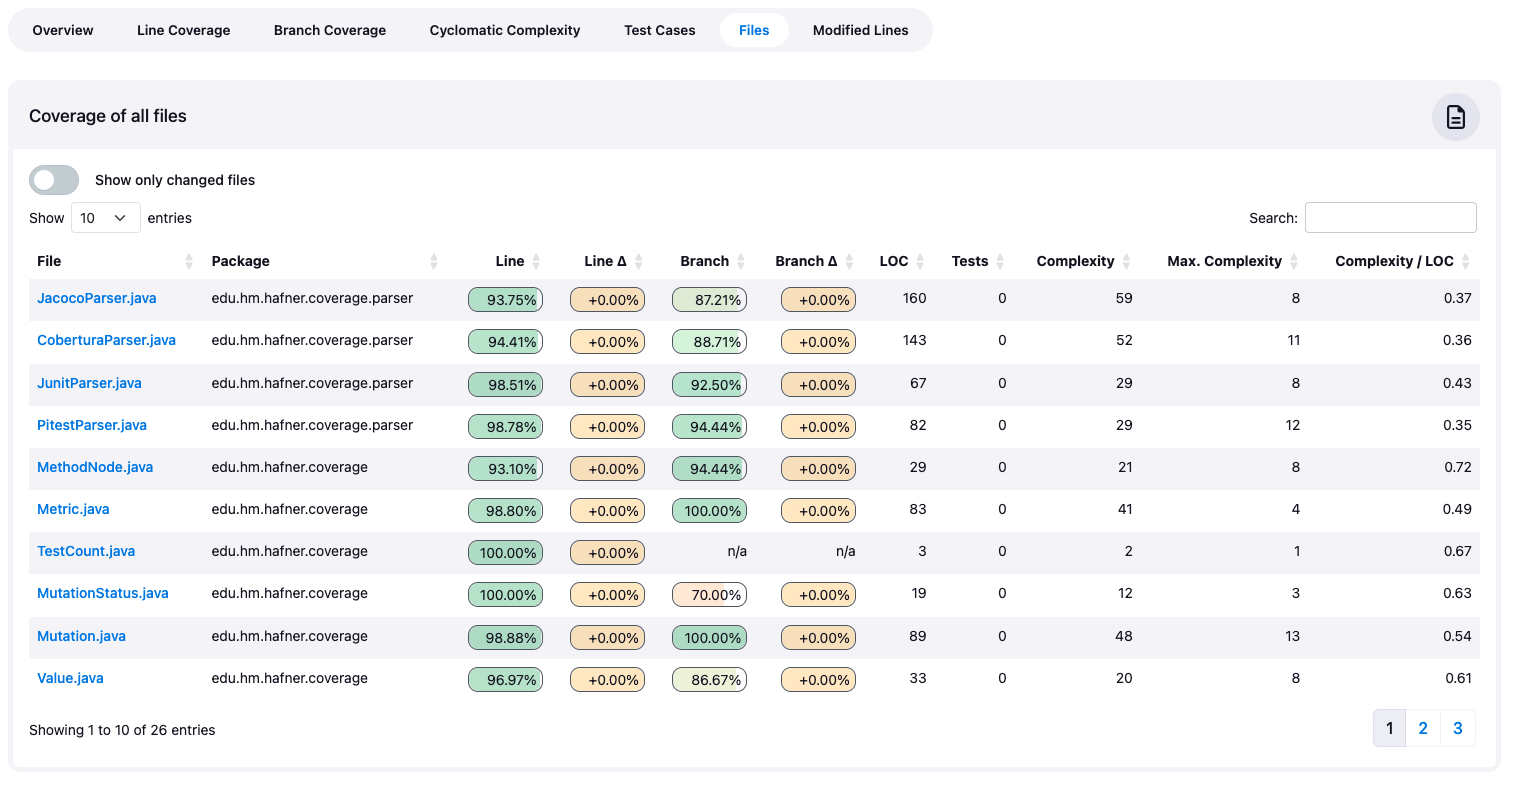 Overview Line Coverage Branch Coverage Cyclomatic Complexity Test Cases Files Modified Lines
Coverage of all files
Show only changed files
Show 10 entries Search:
File Package Line Line Δ Branch Branch Δ LOC Tests Complexity Max. Complexity Complexity / LOC
JacocoParser.java edu.hm.hafner.coverage.parser 93.75% +0.00% 87.21% +0.00% 160 0 59 8 0.37
CoberturaParser.java edu.hm.hafner.coverage.parser 94.41% +0.00% 88.71% +0.00% 143 0 52 11 0.36
JunitParser.java edu.hm.hafner.coverage.parser 98.51% +0.00% 92.50% +0.00% 67 0 29 8 0.43
PitestParser.java edu.hm.hafner.coverage.parser 98.78% +0.00% 94.44% +0.00% 82 0 29 12 0.35
MethodNode.java edu.hm.hafner.coverage 93.10% +0.00% 94.44% +0.00% 29 0 21 8 0.72
Metric.java edu.hm.hafner.coverage 98.80% +0.00% 100.00% +0.00% 83 0 41 4 0.49
TestCount.java edu.hm.hafner.coverage 100.00% +0.00% n/a n/a 3 0 2 1 0.67
MutationStatus.java edu.hm.hafner.coverage 100.00% +0.00% 70.00% +0.00% 19 0 12 3 0.63
Mutation.java edu.hm.hafner.coverage 98.88% +0.00% 100.00% +0.00% 89 0 48 13 0.54
Value.java edu.hm.hafner.coverage 96.97% +0.00% 86.67% +0.00% 33 0 20 8 0.61
Showing 1 to 10 of 26 entries 1 2 3